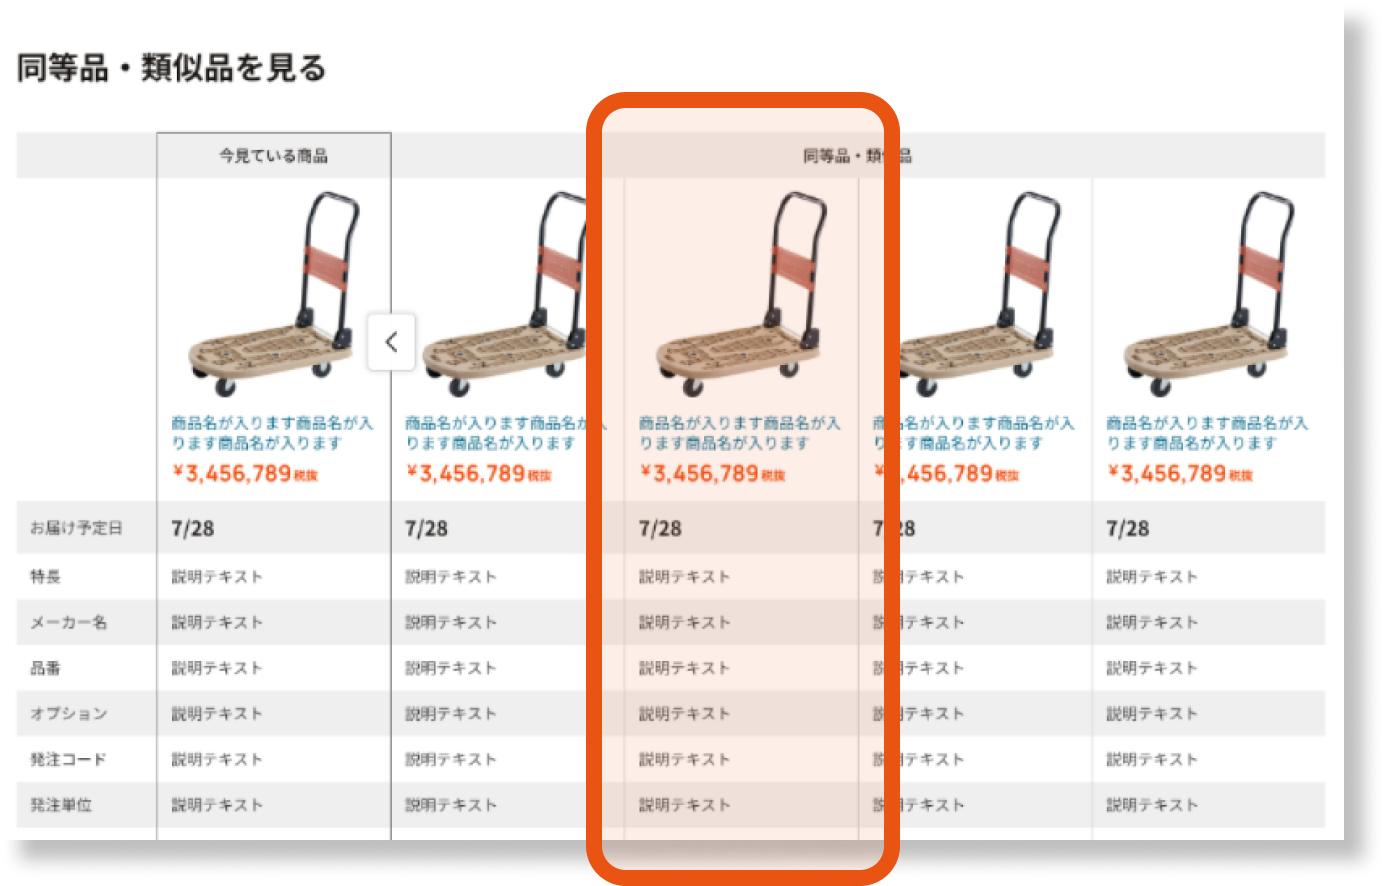 同等品・類似品を見る
今見ている商品 同等品・類似品
商品名が入ります商品名が入 商品名が入ります商品名が入 商品名が入ります商品名が入 商品名が入ります商品名が入 商品名が入ります商品名が入
ります商品名が入ります ります商品名が入ります ります商品名が入ります ります商品名が入ります ります商品名が入ります
¥3,456,789税抜 ¥3,456,789税抜 ¥3,456,789税抜 ¥3,456,789税抜 ¥3,456,789税抜
お届け予定日 7/28 7/28 7/28 7/28 7/28
特長 説明テキスト 説明テキスト 説明テキスト 説明テキスト 説明テキスト
メーカー名 説明テキスト 説明テキスト 説明テキスト 説明テキスト 説明テキスト
品番 説明テキスト 説明テキスト 説明テキスト 説明テキスト 説明テキスト
オプション 説明テキスト 説明テキスト 説明テキスト 説明テキスト 説明テキスト
発注コード 説明テキスト 説明テキスト 説明テキスト 説明テキスト 説明テキスト
発注単位 説明テキスト 説明テキスト 説明テキスト 説明テキスト 説明テキスト